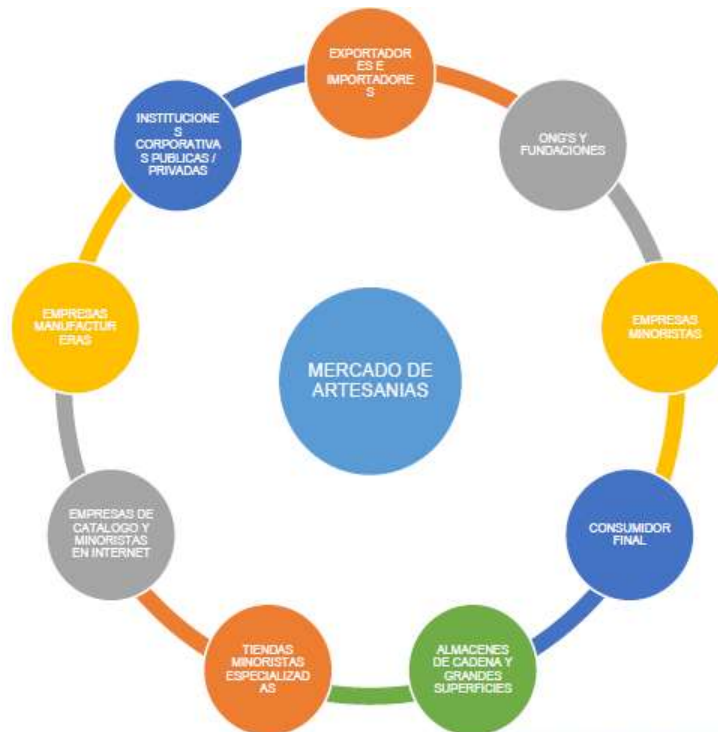 EXPORTADOR
ES E
IMPORTADORE
S
ONG'S Y
FUNDACIONES
EMPRESAS
MINORISTAS
CONSUMIDOR
FINAL
ALMACENES
DE CADENA Y
GRANDES
SUPERFICIES
TIENDAS
MINORISTAS
ESPECIALIZAD
AS
EMPRESAS DE
CATALOGO Y
MINORISTAS
EN INTERNET
EMPRESAS
MANUFACTUR
ERAS
INSTITUCIONE
S
CORPORATIVA
S PUBLICAS /
PRIVADAS
MERCADO DE
ARTESANIAS